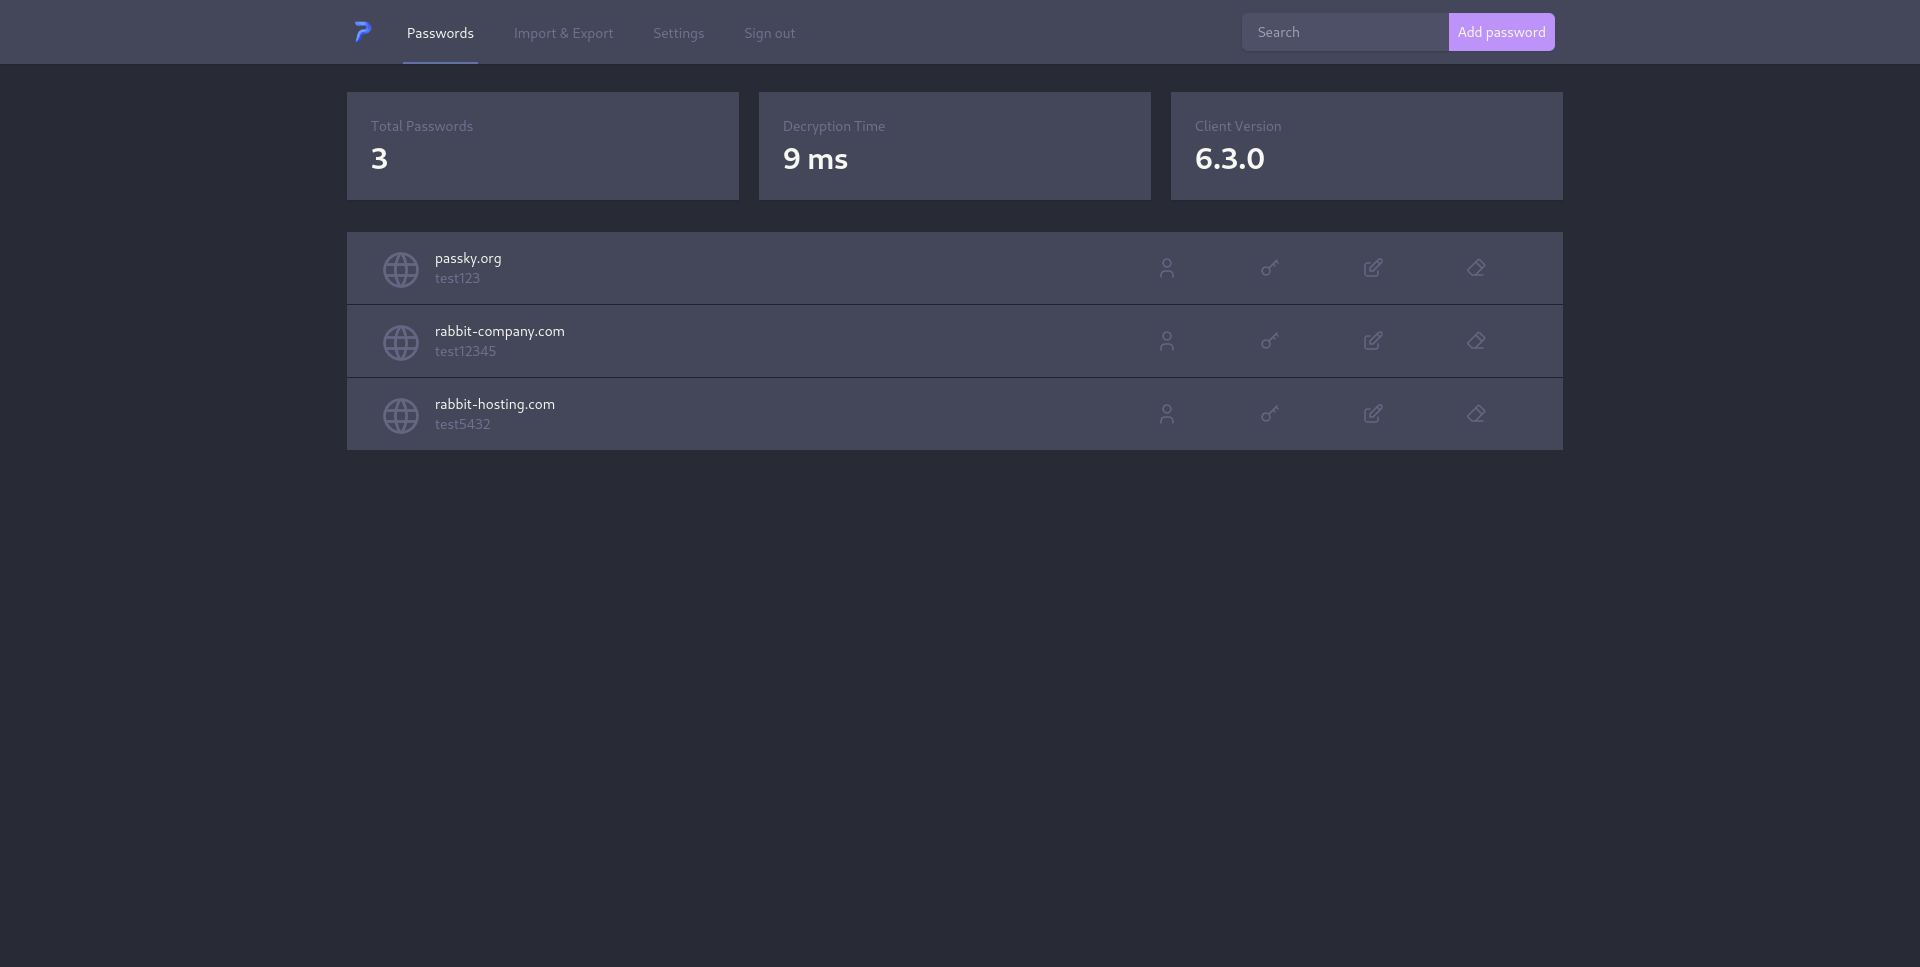 Passwords Import & Export Settings Sign out Search Add password
Total Passwords Decryption Time Client Version
3 9 ms 6.3.0
passky.org
test123
rabbit-company.com
test12345
rabbit-hosting.com
test5432